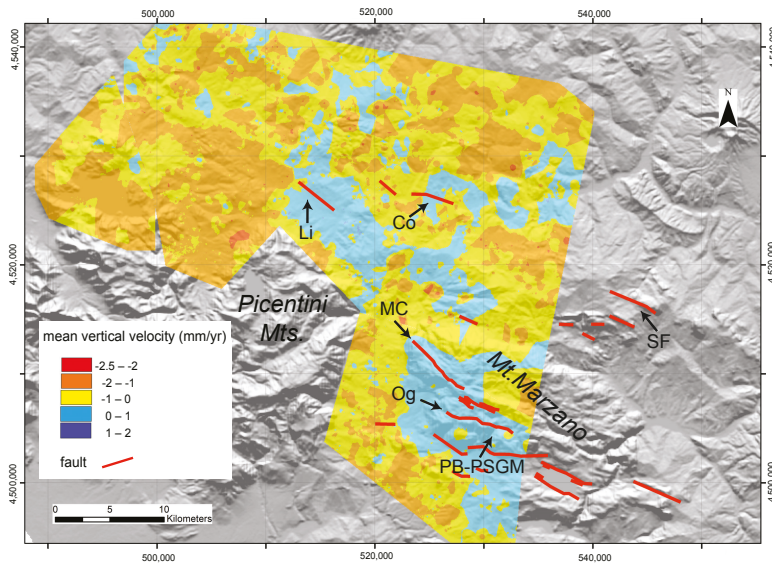 500,000
520,000
540,000
4,540,000
4,540,000
N
Li
Co
4,520,000
4,520,000
Picentini
Mts.
MC
SF
mean vertical velocity (mm/yr)
-2.5 – -2
-2 – -1
-1 – 0
0 – 1
1 – 2
fault
Mt.Marzano
Og
PB-PSGM
4,500,000
4,500,000
0 5 10
Kilometers
500,000
520,000
540,000